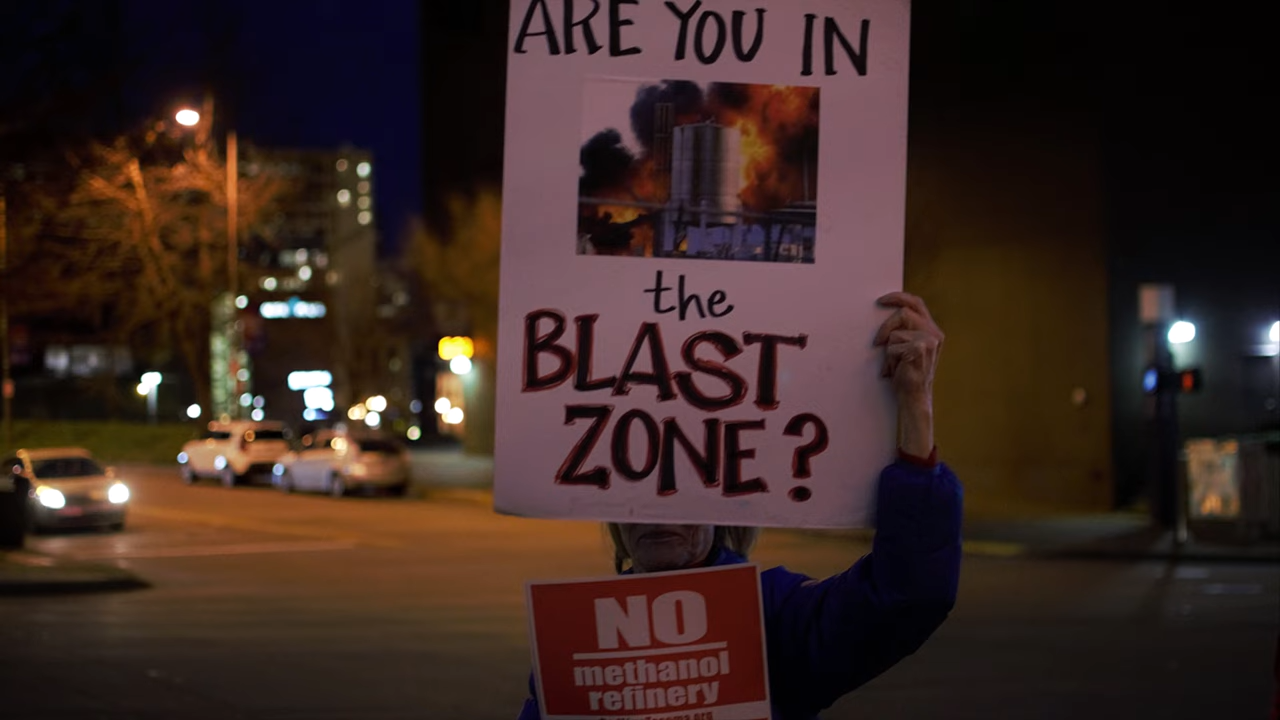 ARE YOU IN
the
BLAST
ZONE?
NO
methanol
refinery